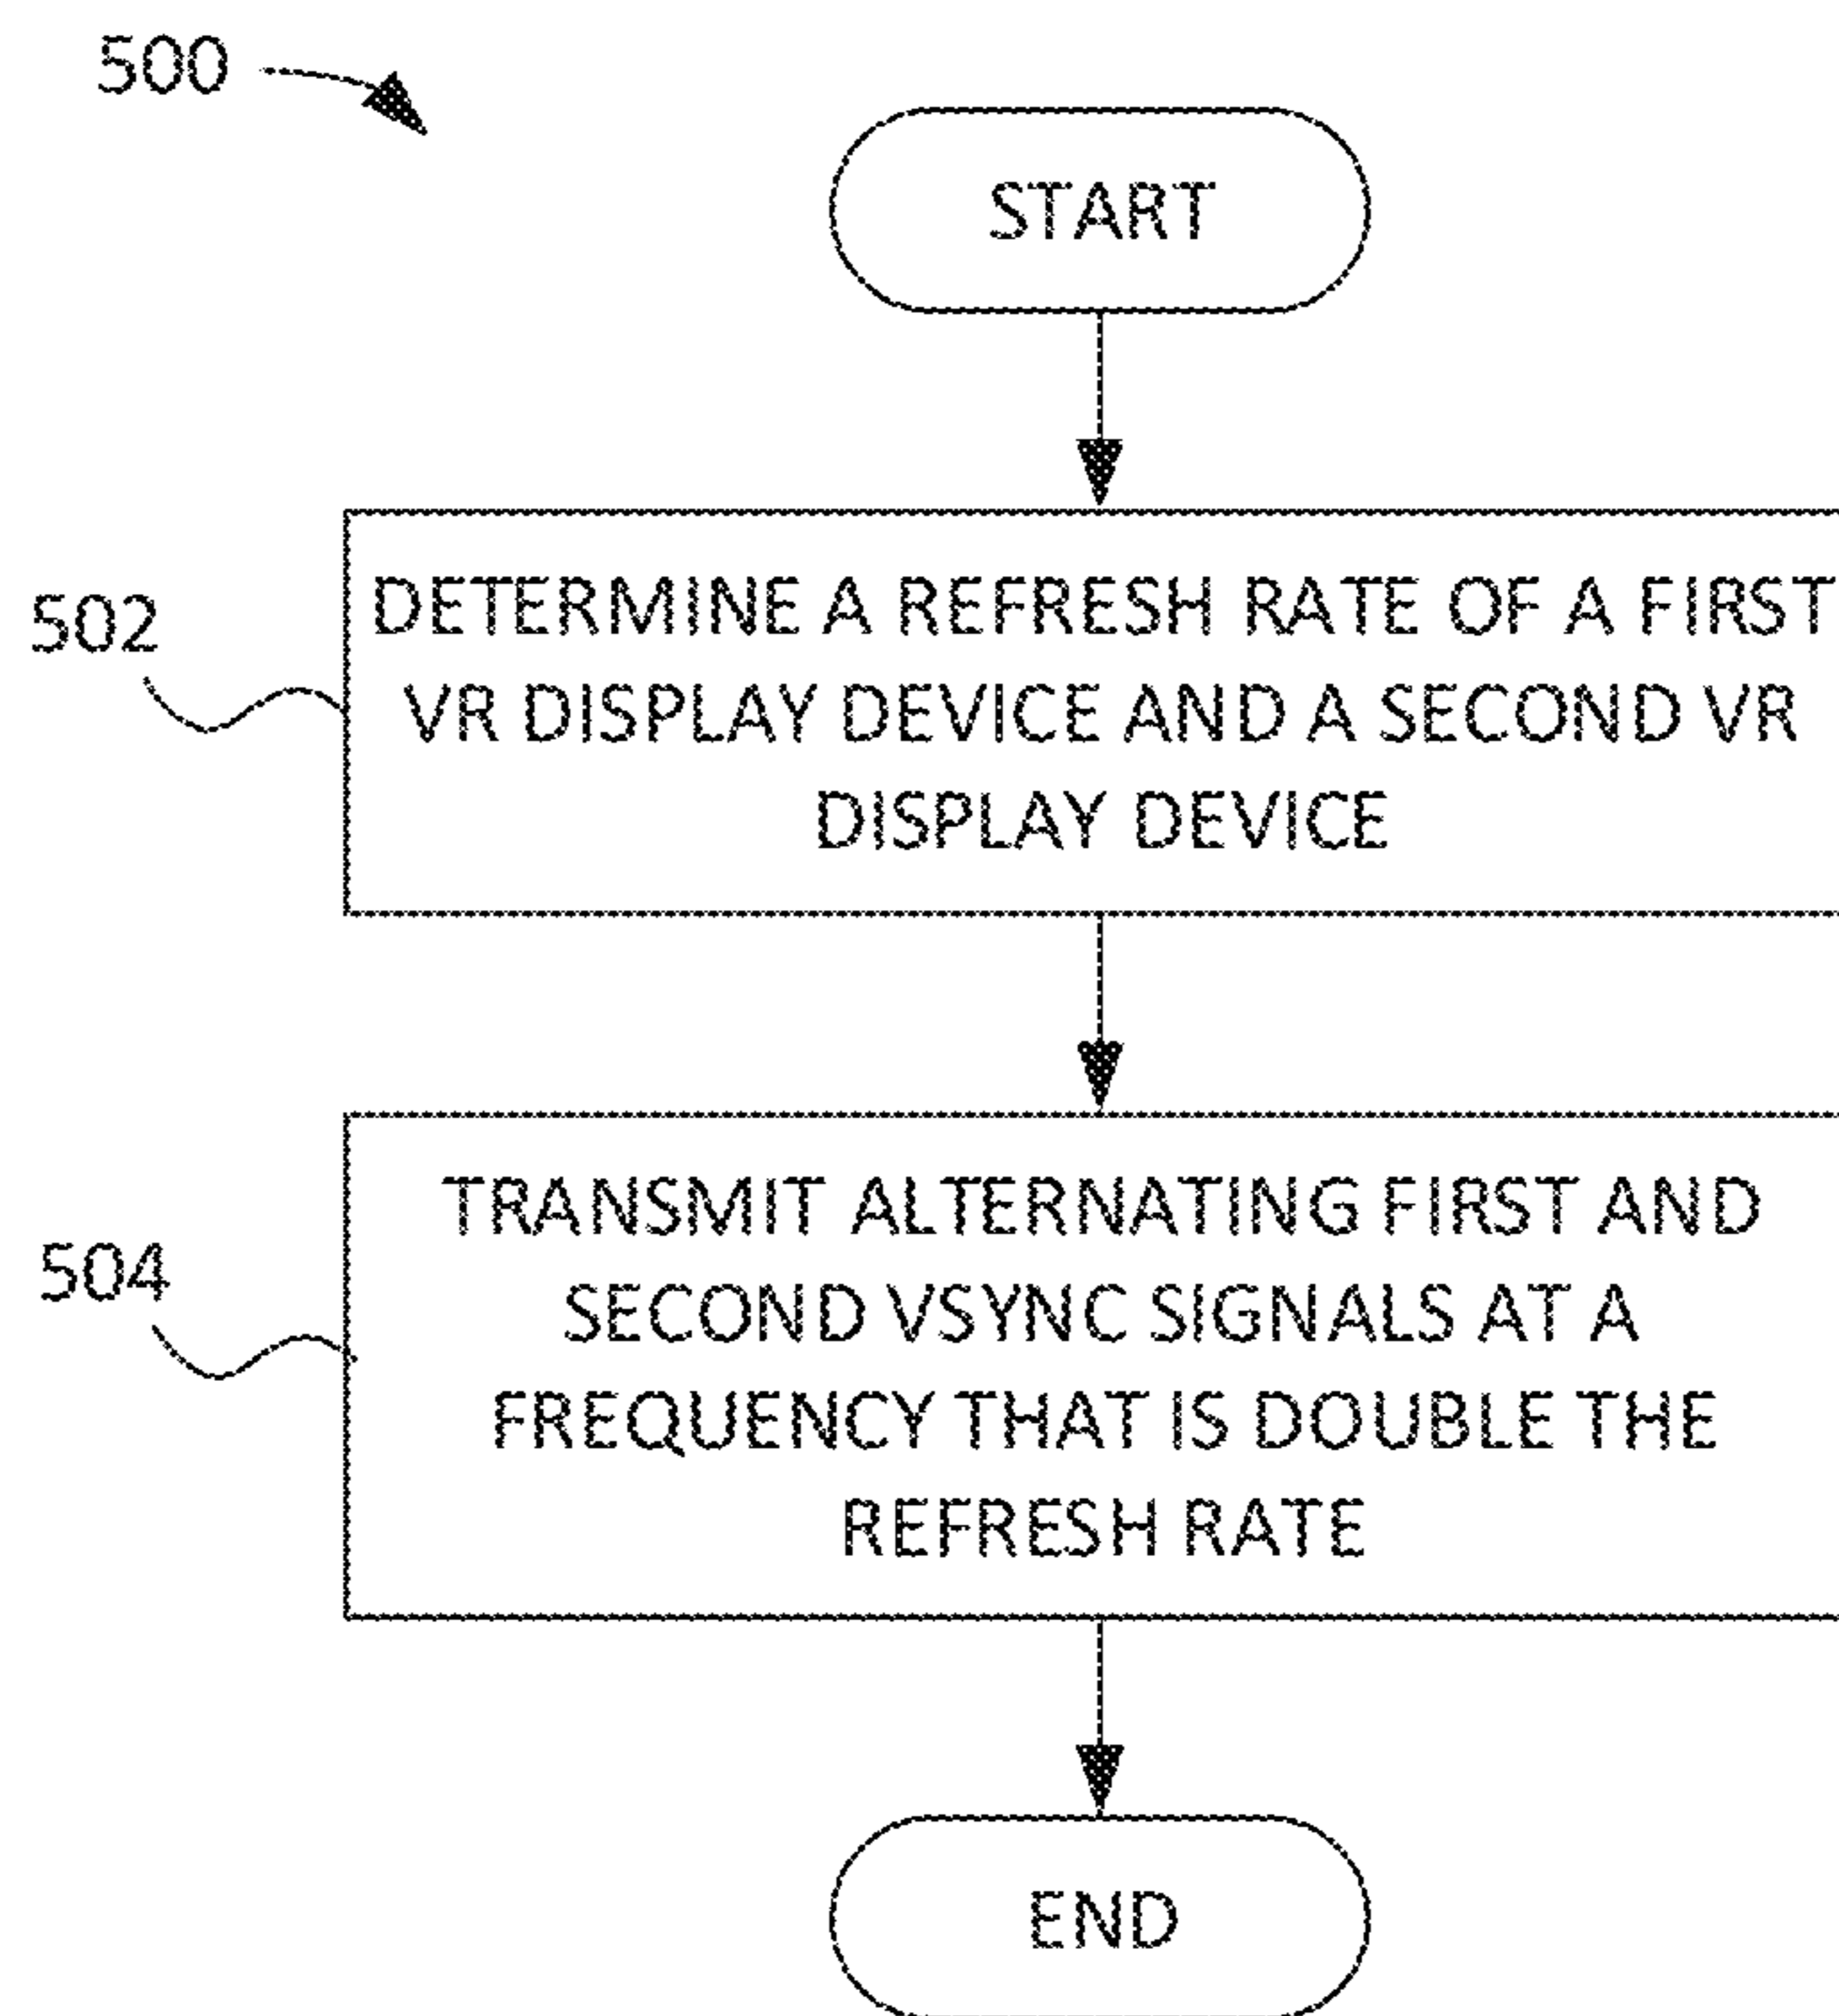 500
START
502
DETERMINE A REFRESH RATE OF A FIRST
VR DISPLAY DEVICE AND A SECOND VR
DISPLAY DEVICE
504
TRANSMIT ALTERNATING FIRST AND
SECOND VSYNC SIGNALS AT A
FREQUENCY THAT IS DOUBLE THE
REFRESH RATE
END